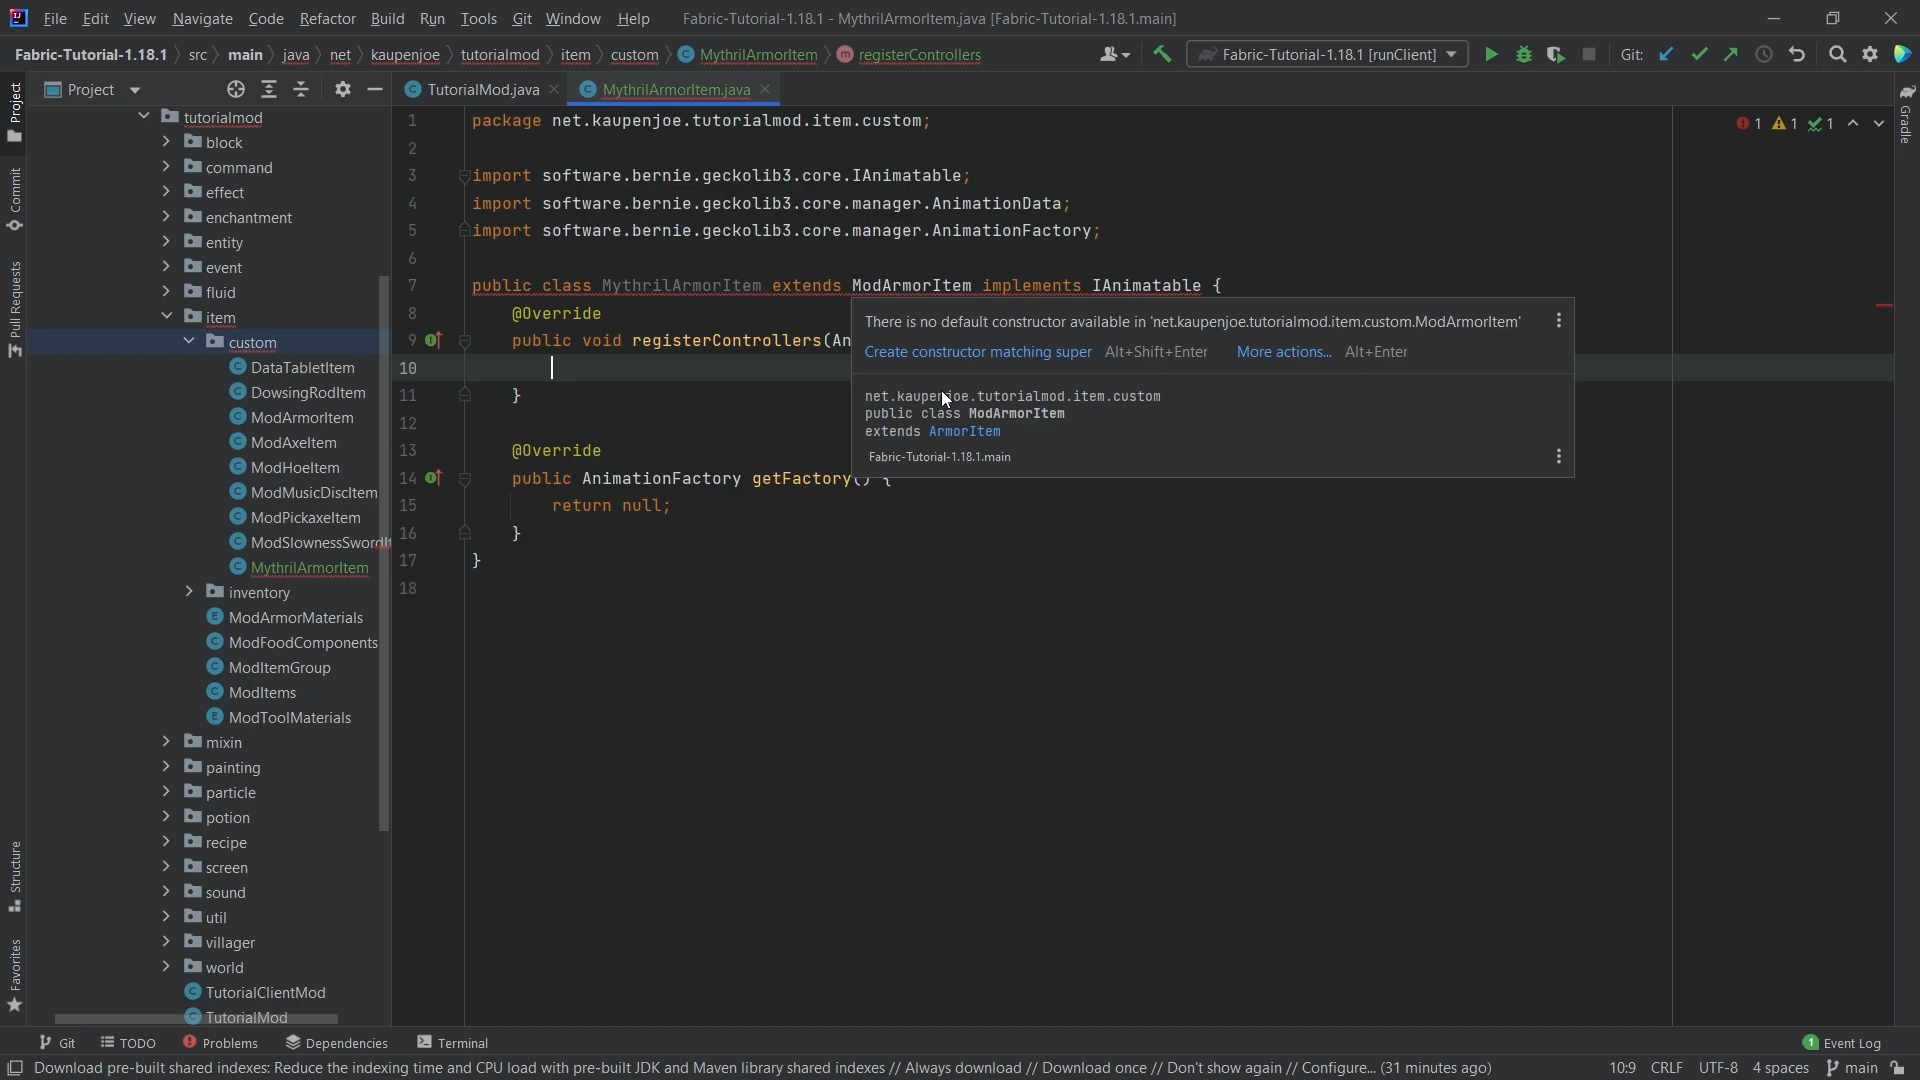 File Edit View Navigate Code Refactor Build Run Tools Git Window Help Fabric-Tutorial-1.18.1 - MythrilArmorItem.java [Fabric-Tutorial-1.18.1.main]
Fabric-Tutorial-1.18.1 src main java net kaupenjoe tutorialmod item custom MythrilArmorItem registerControllers Fabric-Tutorial-1.18.1 [runClient] Git:
Project
TutorialMod.java MythrilArmorItem.java
Project
Commit
Pull Requests
Structure
Favorites
Gradle
tutorialmod
block
command
effect
enchantment
entity
event
fluid
item
custom
DataTabletItem
DowsingRodItem
ModArmorItem
ModAxeItem
ModHoeItem
ModMusicDiscItem
ModPickaxeItem
ModSlownessSwordIt
MythrilArmorItem
inventory
ModArmorMaterials
ModFoodComponents
ModItemGroup
ModItems
ModToolMaterials
mixin
painting
particle
potion
recipe
screen
sound
util
villager
world
TutorialClientMod
TutorialMod
1 package net.kaupenjoe.tutorialmod.item.custom;
1 1 1
2
3 import software.bernie.geckolib3.core.IAnimatable;
4 import software.bernie.geckolib3.core.manager.AnimationData;
5 import software.bernie.geckolib3.core.manager.AnimationFactory;
6
7 public class MythrilArmorItem extends ModArmorItem implements IAnimatable {
8 @Override
9 public void registerControllers(An
10
11 }
12
13 @Override
14 public AnimationFactory getFactory() {
15 return null;
16 }
17 }
18
There is no default constructor available in 'net.kaupenjoe.tutorialmod.item.custom.ModArmorItem'
Create constructor matching super Alt+Shift+Enter More actions... Alt+Enter
net.kaupenjoe.tutorialmod.item.custom
public class ModArmorItem
extends ArmorItem
Fabric-Tutorial-1.18.1.main
Git TODO Problems Dependencies Terminal 1 Event Log
Download pre-built shared indexes: Reduce the indexing time and CPU load with pre-built JDK and Maven library shared indexes // Always download // Download once // Don't show again // Configure... (31 minutes ago) 10:9 CRLF UTF-8 4 spaces main